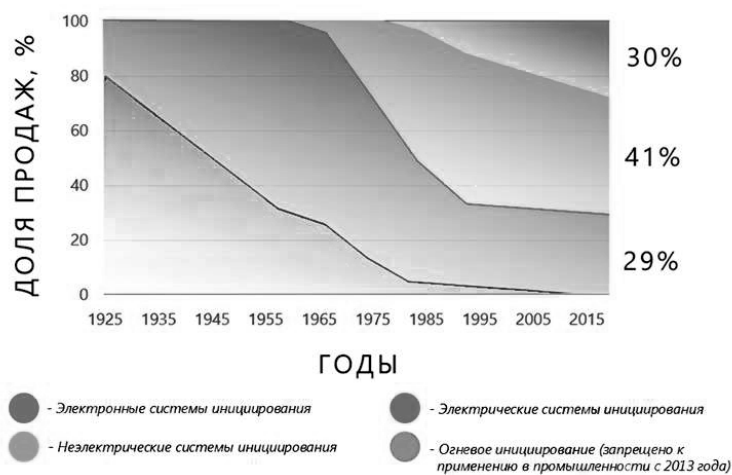 ДОЛЯ ПРОДАЖ, %
100
80
60
40
20
0
30%
41%
29%
1925 1935 1945 1955 1965 1975 1985 1995 2005 2015
ГОДЫ
- Электронные системы инициирования
- Электрические системы инициирования
- Неэлектрические системы инициирования
- Огневое инициирование (запрещено к
применению в промышленности с 2013 года)